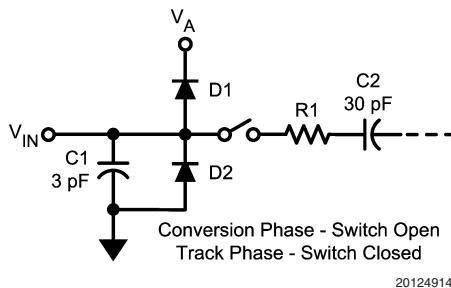 VA
D1
C2
30 pF
R1
VIN
C1
3 pF
D2
Conversion Phase - Switch Open
Track Phase - Switch Closed
20124914